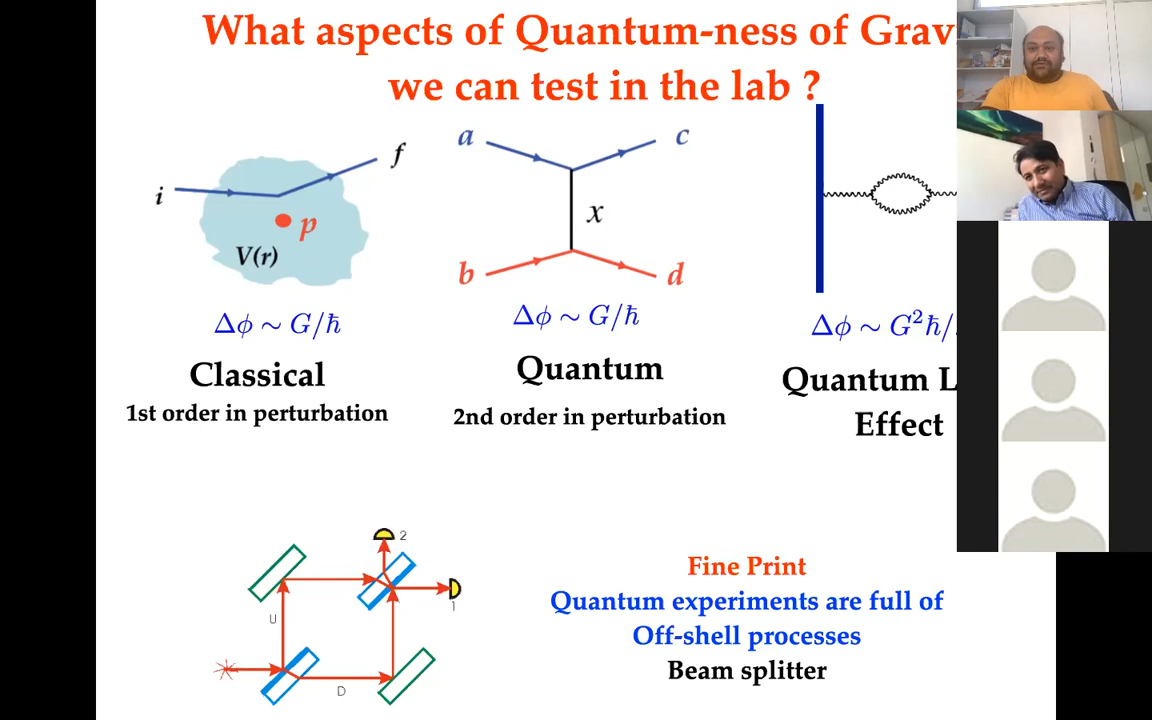 What aspects of Quantum-ness of Grav
we can test in the lab ?
i
f
p
V(r)
a
c
x
b
d
Δϕ ∼ G/ħ
Δϕ ∼ G/ħ
Δϕ ∼ G²ħ/
Classical
Quantum
Quantum L
Effect
1st order in perturbation
2nd order in perturbation
2
1
U
D
Fine Print
Quantum experiments are full of
Off-shell processes
Beam splitter